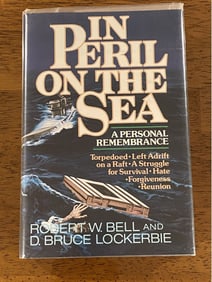 IN
PERIL
ON THE
SEA
A PERSONAL
REMEMBRANCE
Torpedoed • Left Adrift
on a Raft • A Struggle
for Survival • Hate
• Forgiveness
• Reunion
ROBERT W. BELL AND
D. BRUCE LOCKERBIE